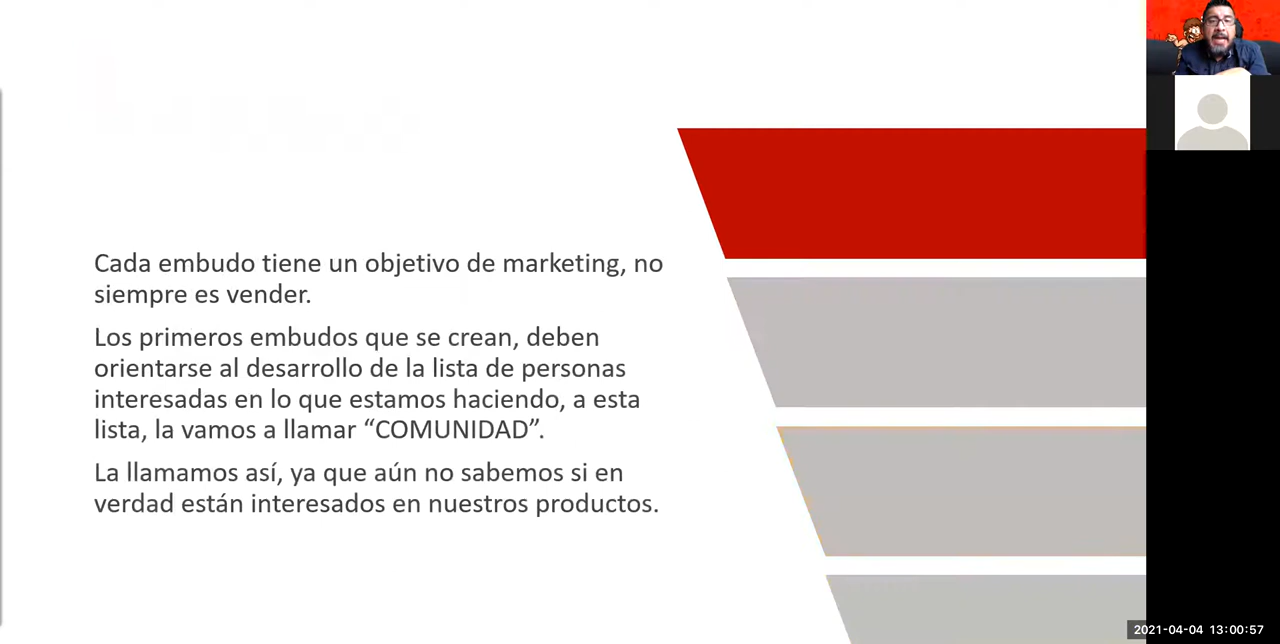 Cada embudo tiene un objetivo de marketing, no
siempre es vender.
Los primeros embudos que se crean, deben
orientarse al desarrollo de la lista de personas
interesadas en lo que estamos haciendo, a esta
lista, la vamos a llamar “COMUNIDAD”.
La llamamos así, ya que aún no sabemos si en
verdad están interesados en nuestros productos.
2021-04-04 13:00:57